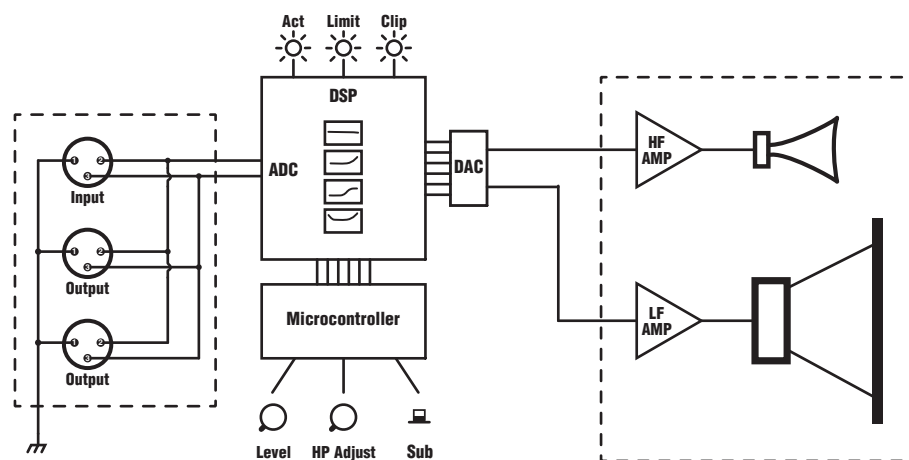 Act Limit Clip
DSP
ADC
DAC
1 2
3
Input
1 2
3
Output
1 2
3
Output
HF
AMP
Microcontroller
LF
AMP
Level HP Adjust Sub